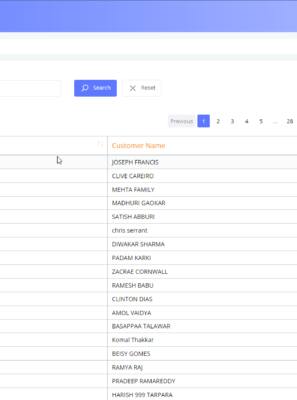 Search Reset
Previous 1 2 3 4 5 ... 28
Customer Name
JOSEPH FRANCIS
CLIVE CAREIRO
MEHTA FAMILY
MADHURI GAOKAR
SATISH ABBURI
chris serrant
DIWAKAR SHARMA
PADAM KARKI
ZACRAE CORNWALL
RAMESH BABU
CLINTON DIAS
AMOL VAIDYA
BASAPPAA TALAWAR
Komal Thakkar
BEISY GOMES
RAMYA RAJ
PRADEEP RAMAREDDY
HARISH 999 TARPARA